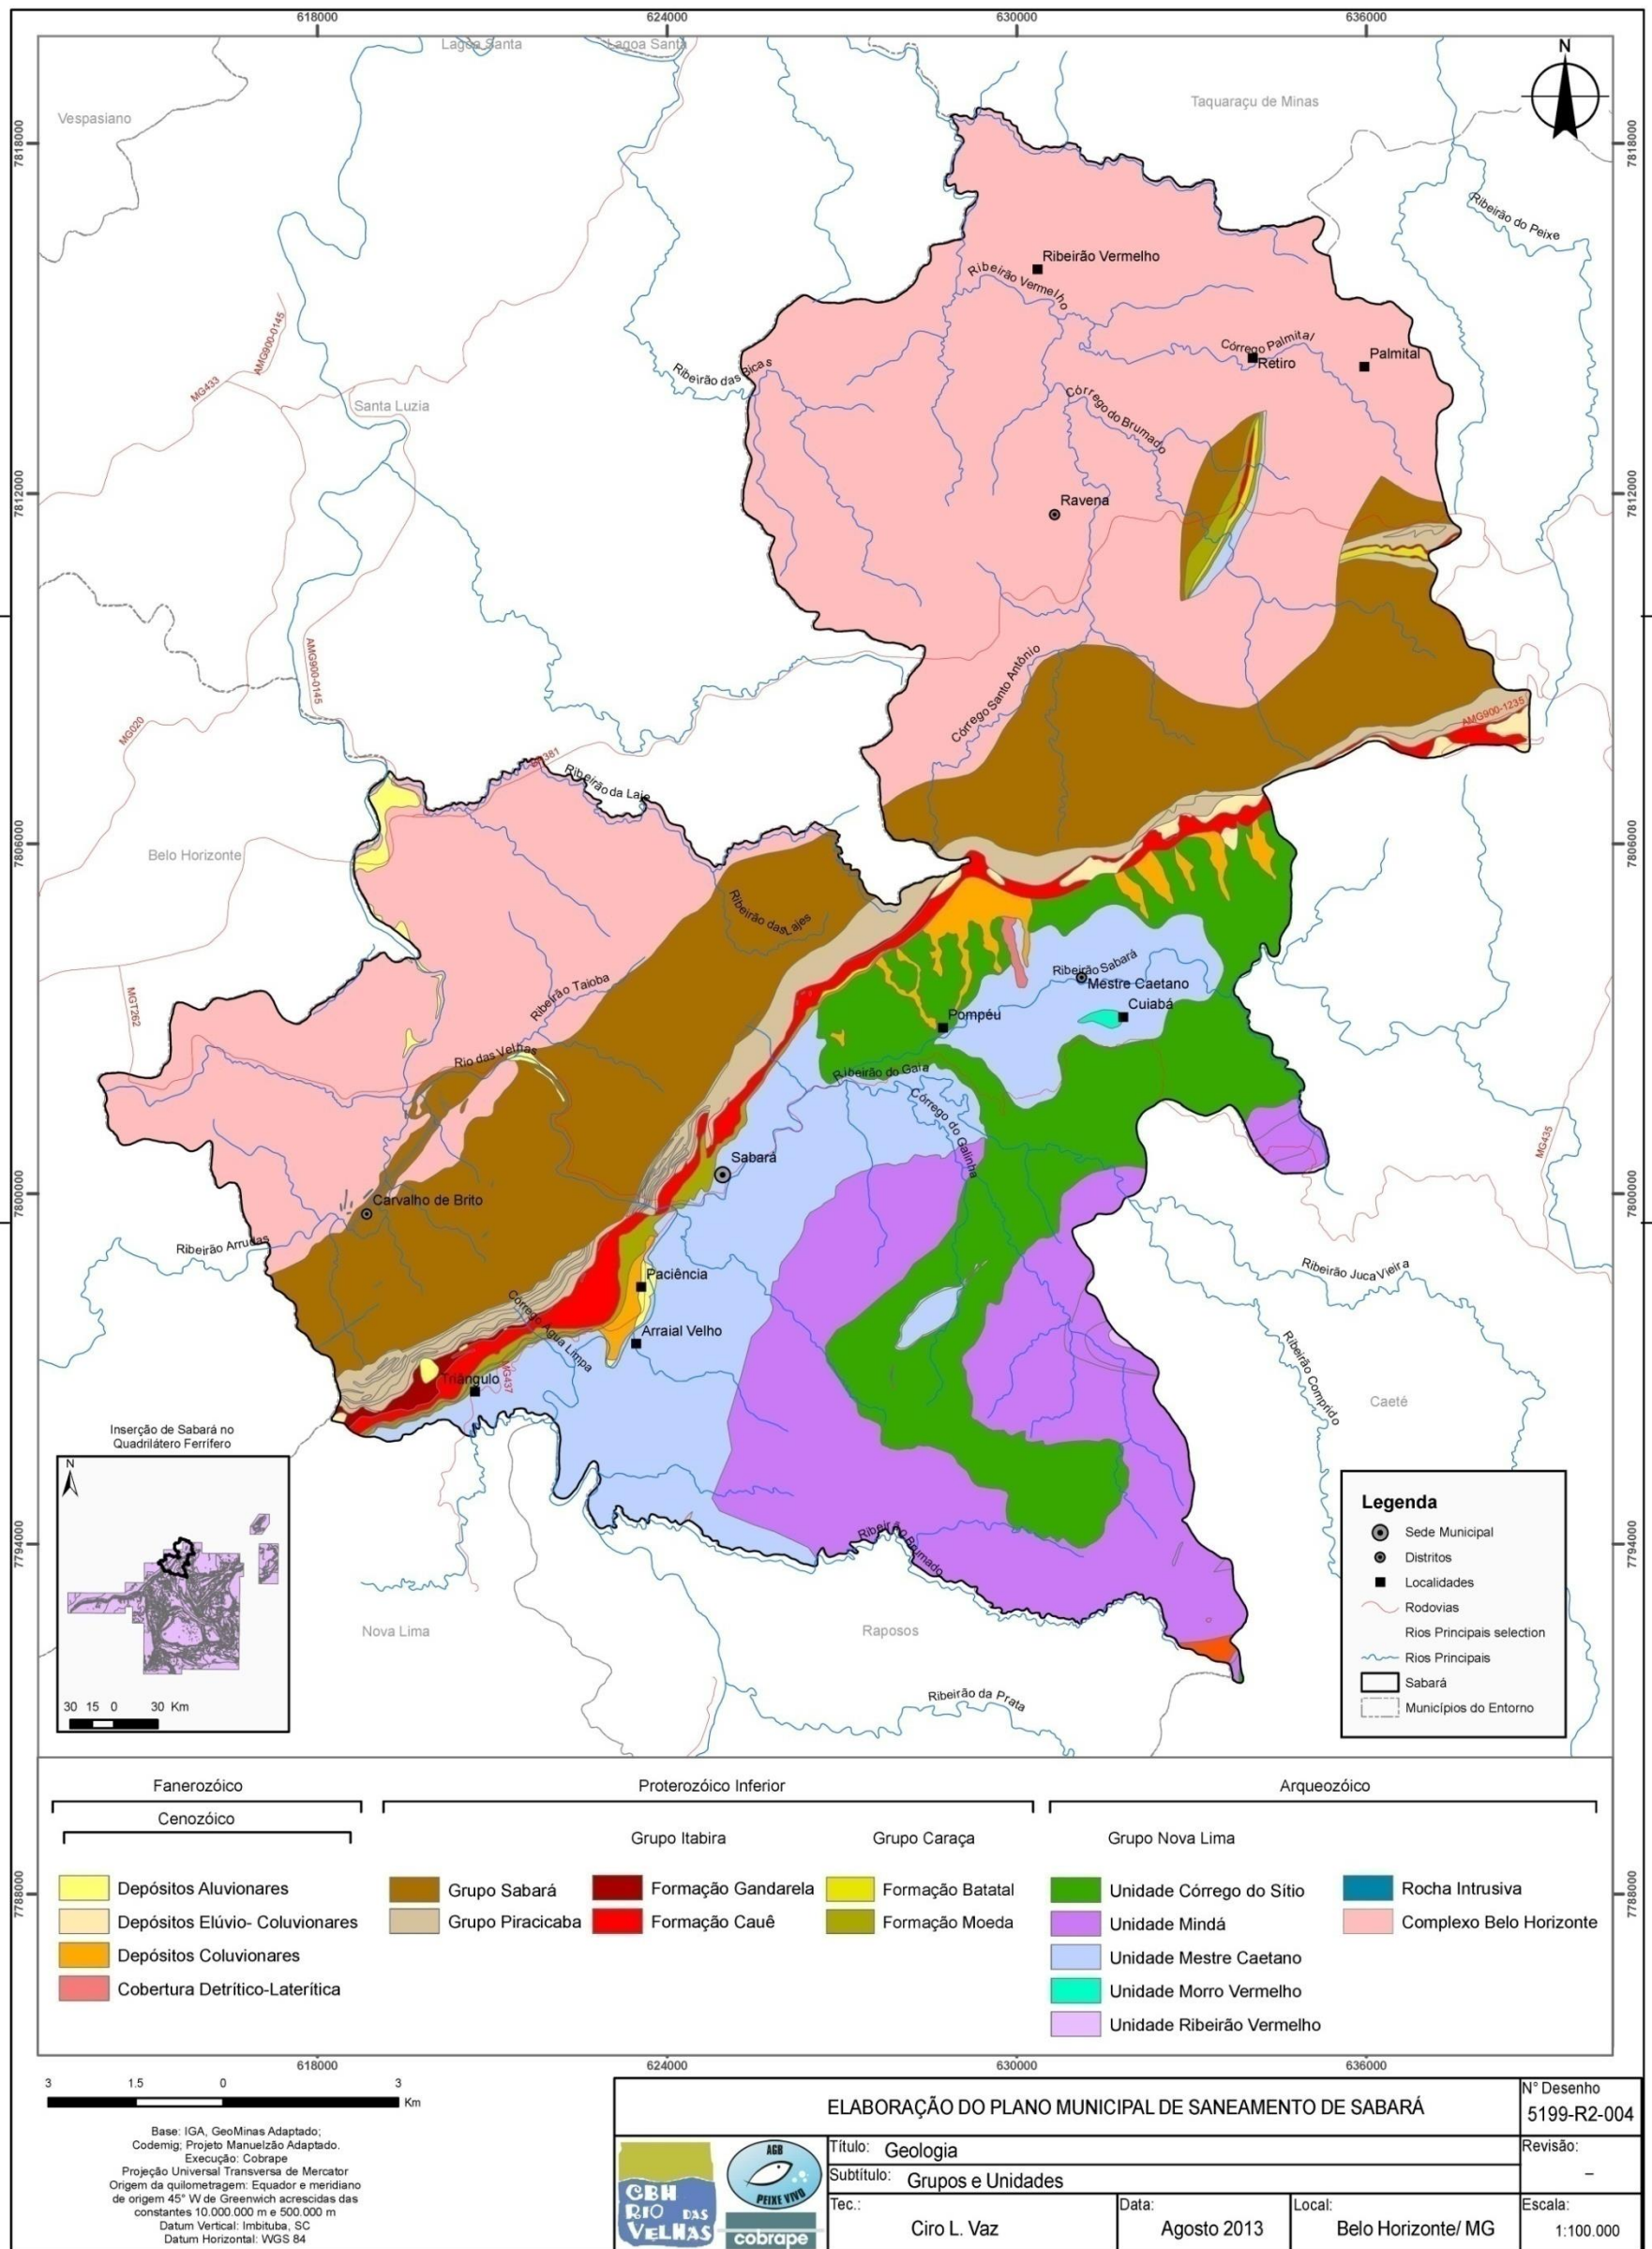 618000
624000
630000
636000
Lagoa Santa
Lagoa Santa
N
Taquaraçu de Minas
Vespasiano
7818000
7818000
Ribeirão do Peixe
Ribeirão Vermelho
Ribeirão Vermelho
AMG900-0145
MG433
Córrego Palmital
Retiro
Palmital
Ribeirão das Bicas
Santa Luzia
Córrego do Brumado
7812000
7812000
Ravena
AMG900-0145
Córrego Santo Antônio
MG020
AMG900-1235
381
Ribeirão da Laje
7806000
7806000
Belo Horizonte
Ribeirão das Lajes
MGT262
Ribeirão Taioba
Ribeirão Sabará
Mestre Caetano
Cuiabá
Pompéu
Rio das Velhas
Ribeirão do Gaia
Córrego do Galinha
MG435
Sabará
7800000
7800000
Carvalho de Brito
Ribeirão Arrudas
Ribeirão Juca Vieira
Paciência
Córrego Agua Limpa
Arraial Velho
Triângulo
MG437
Ribeirão Comprido
Caeté
Inserção de Sabará no
Quadrilátero Ferrífero
N
30 15 0 30 Km
7794000
7794000
Ribeirão Brumado
Nova Lima
Raposos
Ribeirão da Prata
Legenda
Sede Municipal
Distritos
Localidades
Rodovias
Rios Principais selection
Rios Principais
Sabará
Municípios do Entorno
Fanerozóico
Proterozóico Inferior
Arqueozóico
Cenozóico
Grupo Itabira
Grupo Caraça
Grupo Nova Lima
7788000
7788000
Depósitos Aluvionares
Depósitos Elúvio- Coluvionares
Depósitos Coluvionares
Cobertura Detrítico-Laterítica
Grupo Sabará
Grupo Piracicaba
Formação Gandarela
Formação Cauê
Formação Batatal
Formação Moeda
Unidade Córrego do Sítio
Unidade Mindá
Unidade Mestre Caetano
Unidade Morro Vermelho
Unidade Ribeirão Vermelho
Rocha Intrusiva
Complexo Belo Horizonte
618000
624000
630000
636000
3 1.5 0 3
Km
Base: IGA, GeoMinas Adaptado;
Codemig; Projeto Manuelzão Adaptado.
Execução: Cobrape
Projeção Universal Transversa de Mercator
Origem da quilometragem: Equador e meridiano
de origem 45° W de Greenwich acrescidas das
constantes 10.000.000 m e 500.000 m
Datum Vertical: Imbituba, SC
Datum Horizontal: WGS 84
ELABORAÇÃO DO PLANO MUNICIPAL DE SANEAMENTO DE SABARÁ
N° Desenho
5199-R2-004
CBH
RIO DAS
VELHAS
AGB
PEIXE VIVO
cobrape
Título: Geologia
Revisão:
–
Subtítulo: Grupos e Unidades
Tec.:
Ciro L. Vaz
Data:
Agosto 2013
Local:
Belo Horizonte/ MG
Escala:
1:100.000